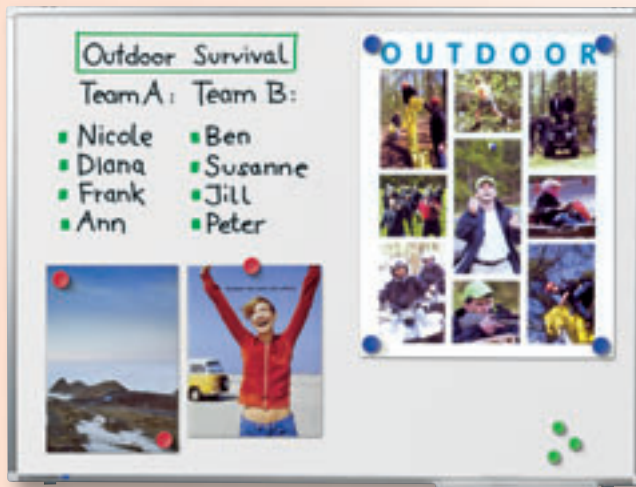 Outdoor Survival
Team A: Team B:
Nicole Ben
Diana Susanne
Frank Jill
Ann Peter
OUTDOOR